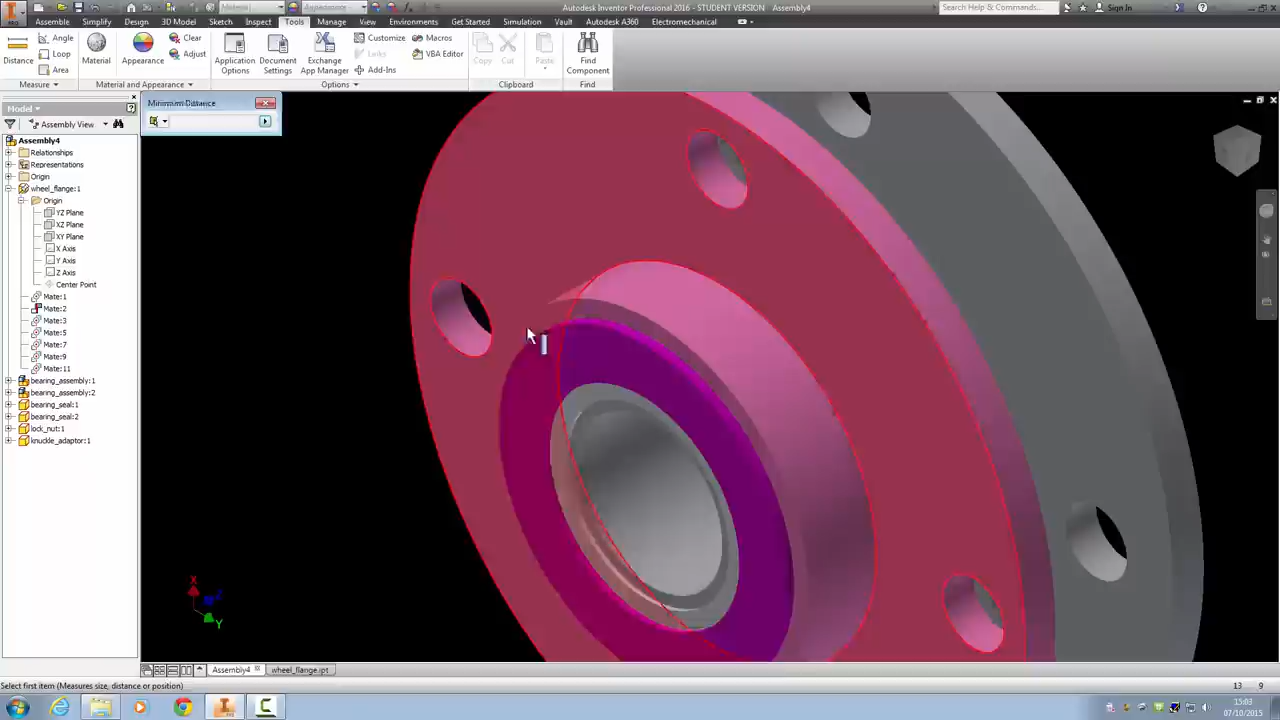 Autodesk Inventor Professional 2016 - STUDENT VERSION Assembly4
Search Help & Commands...
Sign In
Material
Appearance
Pro
Assemble
Simplify
Design
3D Model
Sketch
Inspect
Tools
Manage
View
Environments
Get Started
Simulation
Vault
Autodesk A360
Electromechanical
Distance
Angle
Loop
Area
Measure
Material
Appearance
Clear
Adjust
Material and Appearance
Application Options
Document Settings
Exchange App Manager
Customize
Links
Add-Ins
Macros
VBA Editor
Options
Copy
Cut
Paste
Clipboard
Find Component
Find
Model
Assembly View
Assembly4
Relationships
Representations
Origin
wheel_flange:1
Origin
YZ Plane
XZ Plane
XY Plane
X Axis
Y Axis
Z Axis
Center Point
Mate:1
Mate:2
Mate:3
Mate:5
Mate:7
Mate:9
Mate:11
bearing_assembly:1
bearing_assembly:2
bearing_seal:1
bearing_seal:2
lock_nut:1
knuckle_adaptor:1
Minimum Distance
X
Z
Y
Assembly4
wheel_flange.ipt
Select first item (Measures size, distance or position)
13 9
15:03
07/10/2015